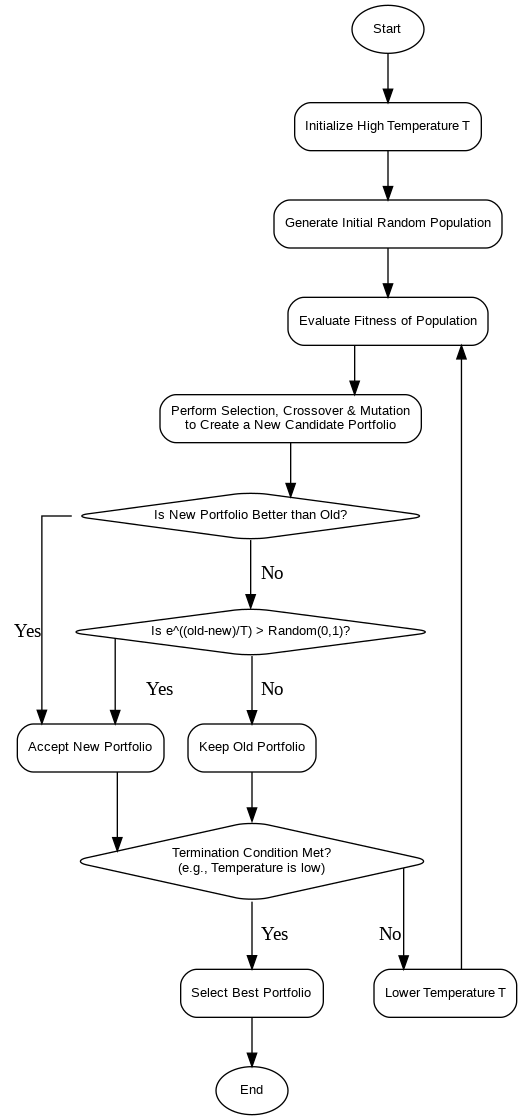 Start
Initialize High Temperature T
Generate Initial Random Population
Evaluate Fitness of Population
Perform Selection, Crossover & Mutation
to Create a New Candidate Portfolio
Is New Portfolio Better than Old?
No
Yes
Is e^((old-new)/T) > Random(0,1)?
Yes
No
Accept New Portfolio
Keep Old Portfolio
Termination Condition Met?
(e.g., Temperature is low)
Yes
No
Select Best Portfolio
Lower Temperature T
End